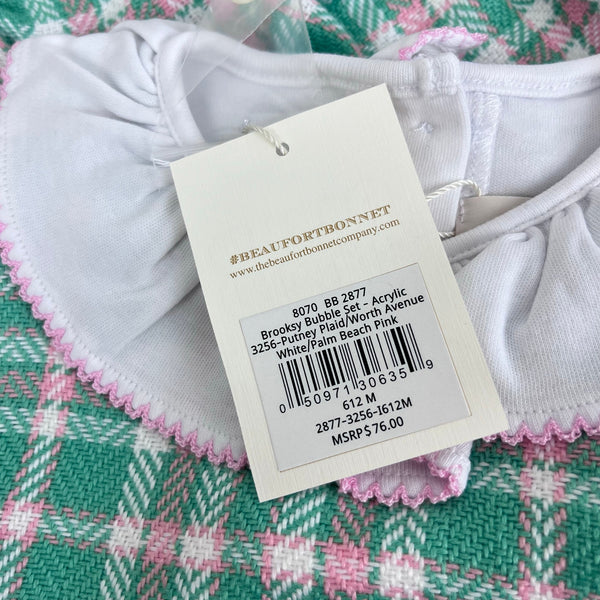 #BEAUFORTBONNET
www.thebeaufortbonnetcompany.com
8070 BB 2877
Brooksy Bubble Set - Acrylic
3256-Putney Plaid/Worth Avenue
White/Palm Beach Pink
0 50971 30635 9
612 M
2877-3256-I612M
MSRP$76.00